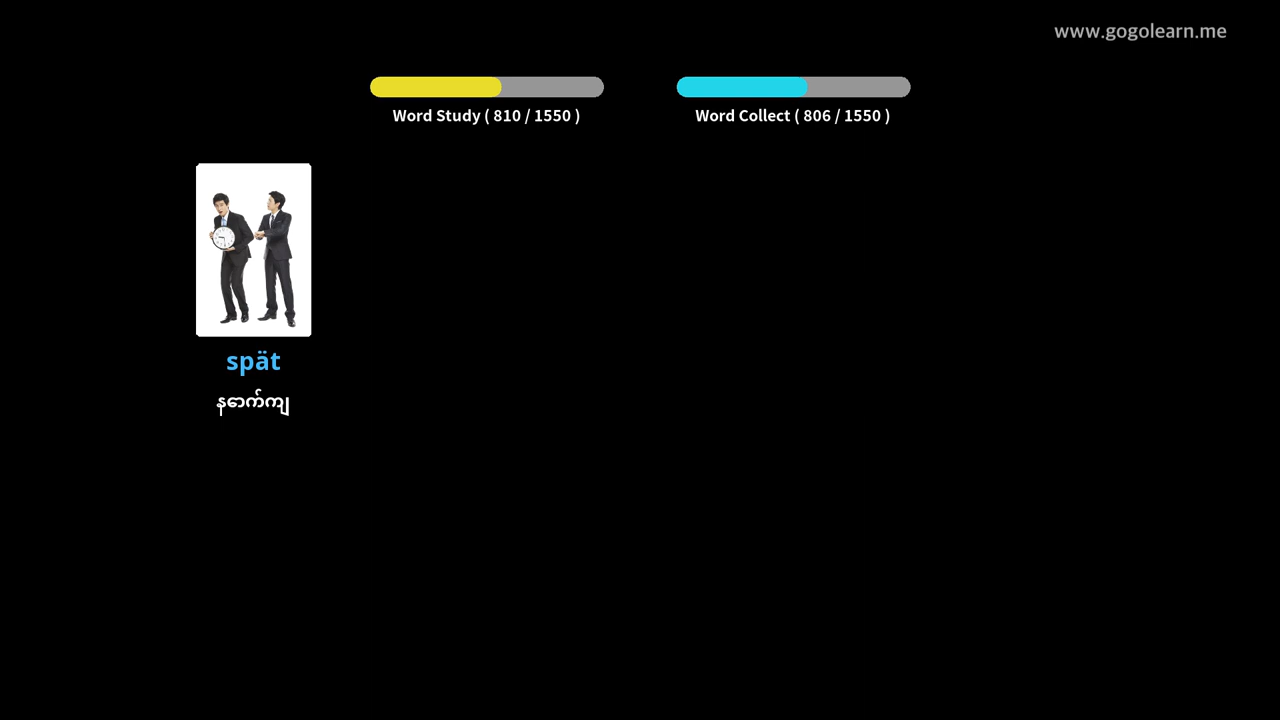 www.gogolearn.me
Word Study ( 810 / 1550 )
Word Collect ( 806 / 1550 )
spät
နောက်ကျ